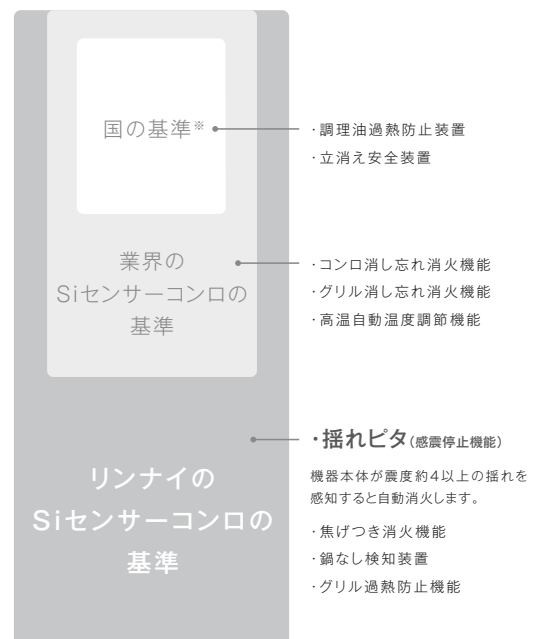 国の基準※
・調理油過熱防止装置
・立消え安全装置
業界の
Siセンサーコンロの
基準
・コンロ消し忘れ消火機能
・グリル消し忘れ消火機能
・高温自動温度調節機能
リンナイの
Siセンサーコンロの
基準
・揺れピタ(感震停止機能)
機器本体が震度約4以上の揺れを
感知すると自動消火します。
・焦げつき消火機能
・鍋なし検知装置
・グリル過熱防止機能